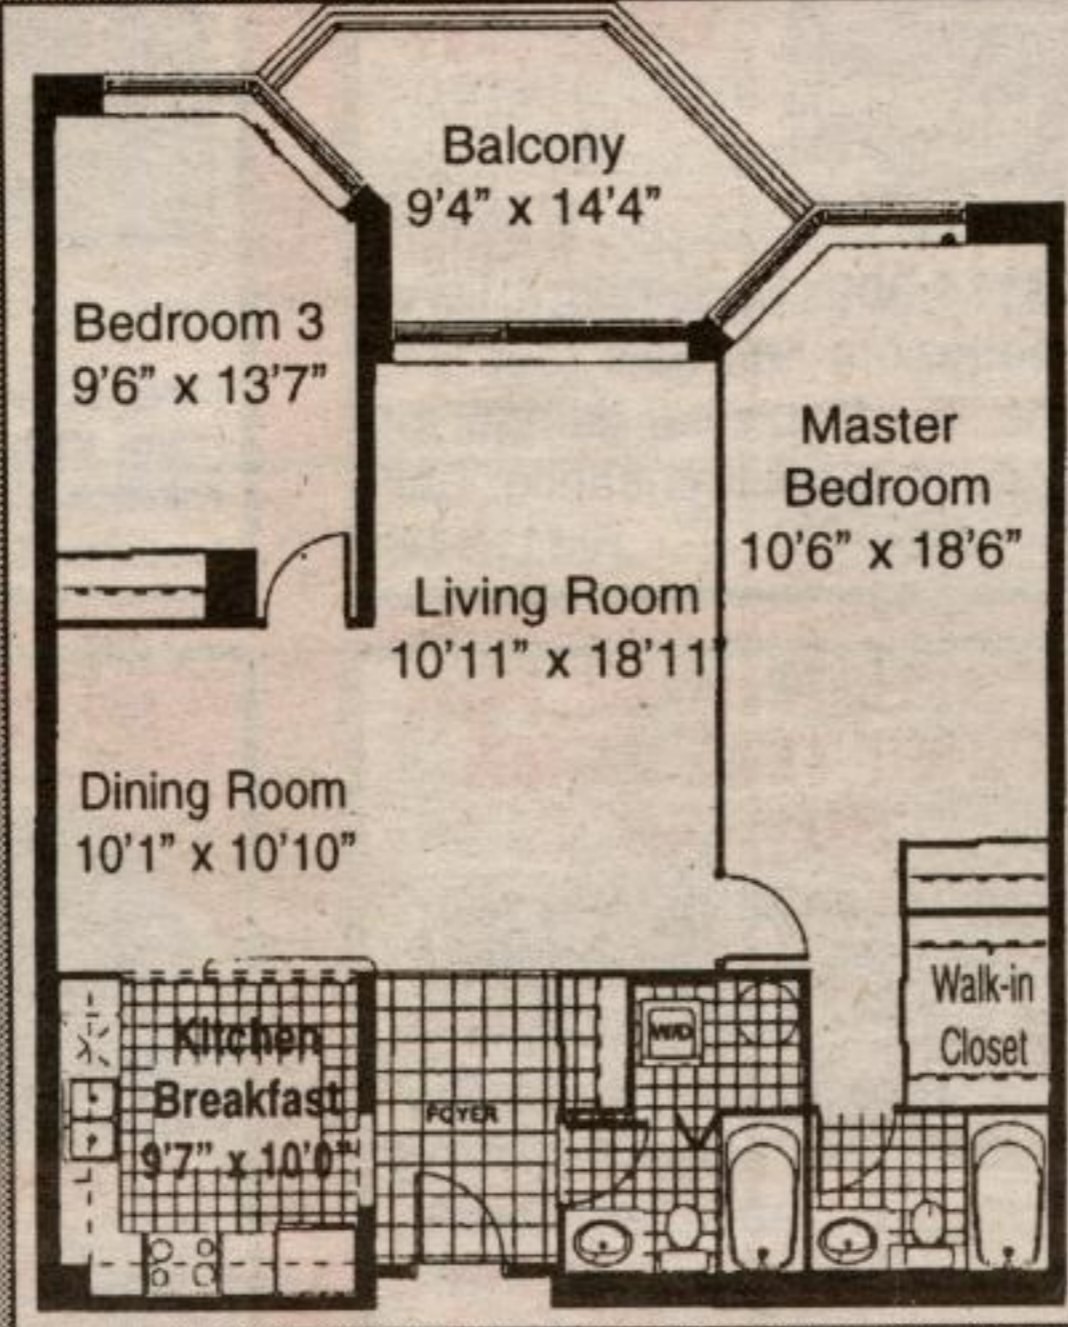 Balcony
9'4” x 14'4”
Bedroom 3
9'6” x 13'7”
Master
Bedroom
10'6” x 18'6”
Living Room
10'11” x 18'11”
Dining Room
10'1” x 10'10”
Walk-in
Closet
W/D
Kitchen
Breakfast
9'7” x 10'0”
FOYER